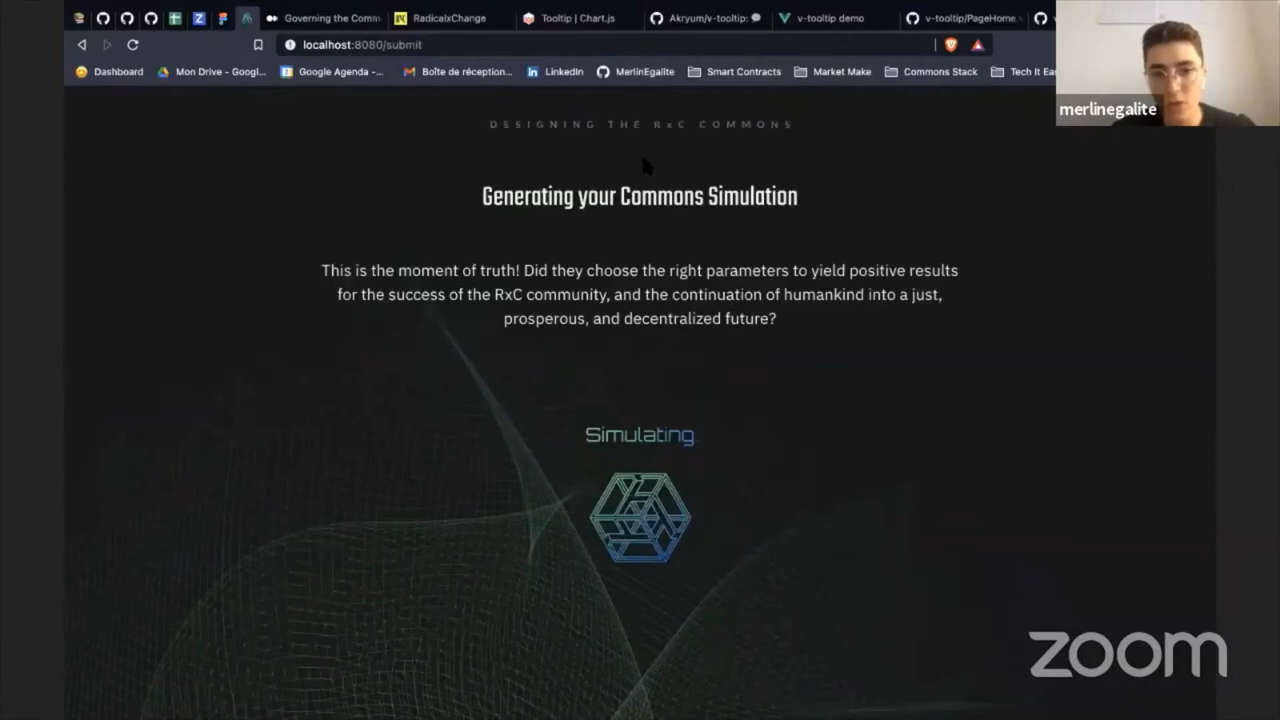 Governing the Comm
RadicalxChange
Tooltip | Chart.js
Akryum/v-tooltip:
v-tooltip demo
v-tooltip/PageHome.
localhost:8080/submit
Dashboard
Mon Drive - Googl...
Google Agenda -...
Boîte de réception...
LinkedIn
MerlinEgalite
Smart Contracts
Market Make
Commons Stack
Tech It Eas
merlinegalite
DESIGNING THE RxC COMMONS
Generating your Commons Simulation
This is the moment of truth! Did they choose the right parameters to yield positive results
for the success of the RxC community, and the continuation of humankind into a just,
prosperous, and decentralized future?
Simulating
zoom